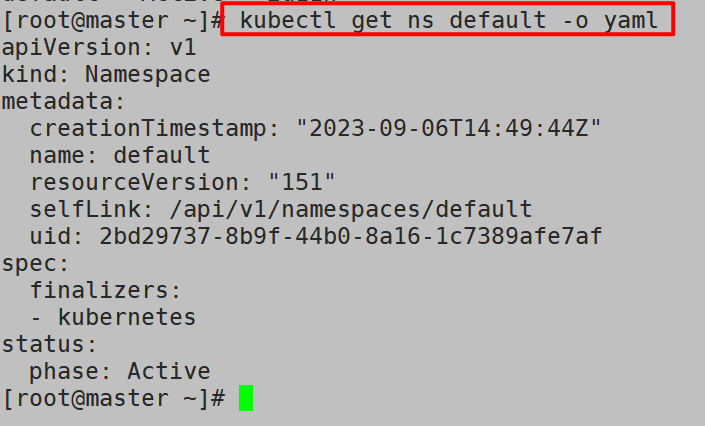 [root@master ~]# kubectl get ns default -o yaml
apiVersion: v1
kind: Namespace
metadata:
  creationTimestamp: "2023-09-06T14:49:44Z"
  name: default
  resourceVersion: "151"
  selfLink: /api/v1/namespaces/default
  uid: 2bd29737-8b9f-44b0-8a16-1c7389afe7af
spec:
  finalizers:
  - kubernetes
status:
  phase: Active
[root@master ~]#